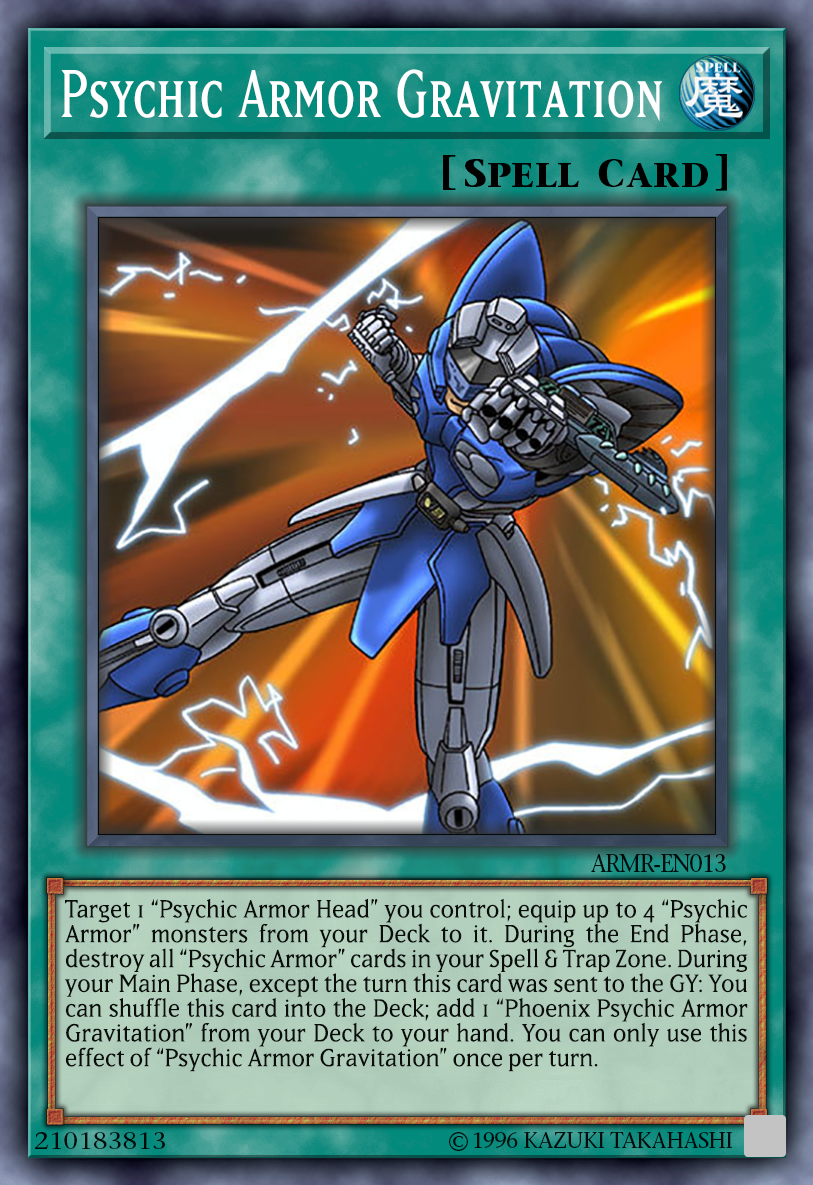 Psychic Armor Gravitation
SPELL
魔
[Spell Card]
ARMR-EN013
Target 1 “Psychic Armor Head” you control; equip up to 4 “Psychic
Armor” monsters from your Deck to it. During the End Phase,
destroy all “Psychic Armor” cards in your Spell & Trap Zone. During
your Main Phase, except the turn this card was sent to the GY: You
can shuffle this card into the Deck; add 1 “Phoenix Psychic Armor
Gravitation” from your Deck to your hand. You can only use this
effect of “Psychic Armor Gravitation” once per turn.
210183813
© 1996 KAZUKI TAKAHASHI